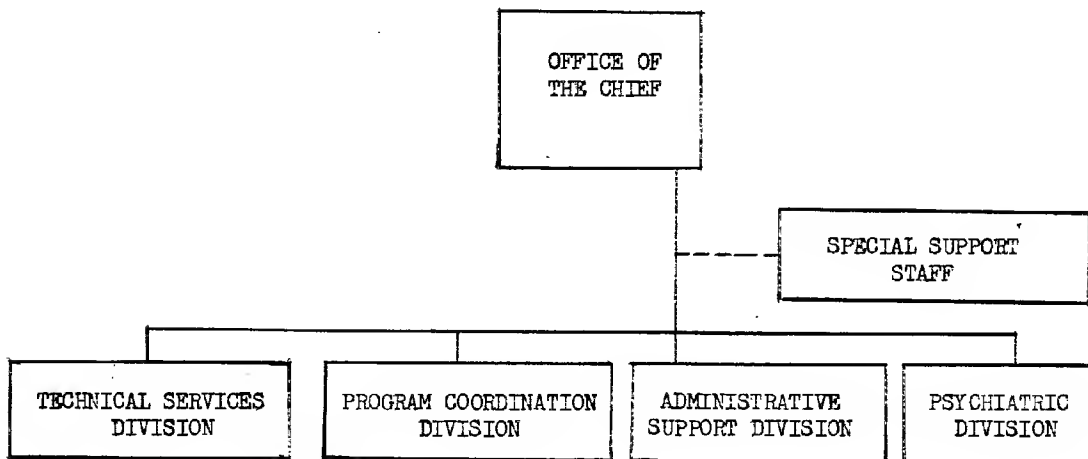 OFFICE OF
THE CHIEF
SPECIAL SUPPORT
STAFF
TECHNICAL SERVICES
DIVISION
PROGRAM COORDINATION
DIVISION
ADMINISTRATIVE
SUPPORT DIVISION
PSYCHIATRIC
DIVISION